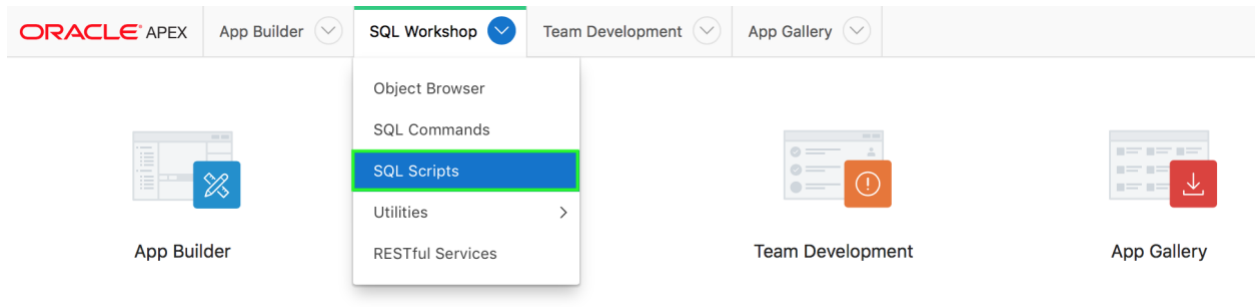 ORACLE APEX App Builder SQL Workshop Team Development App Gallery
Object Browser
SQL Commands
SQL Scripts
Utilities
RESTful Services
App Builder Team Development App Gallery